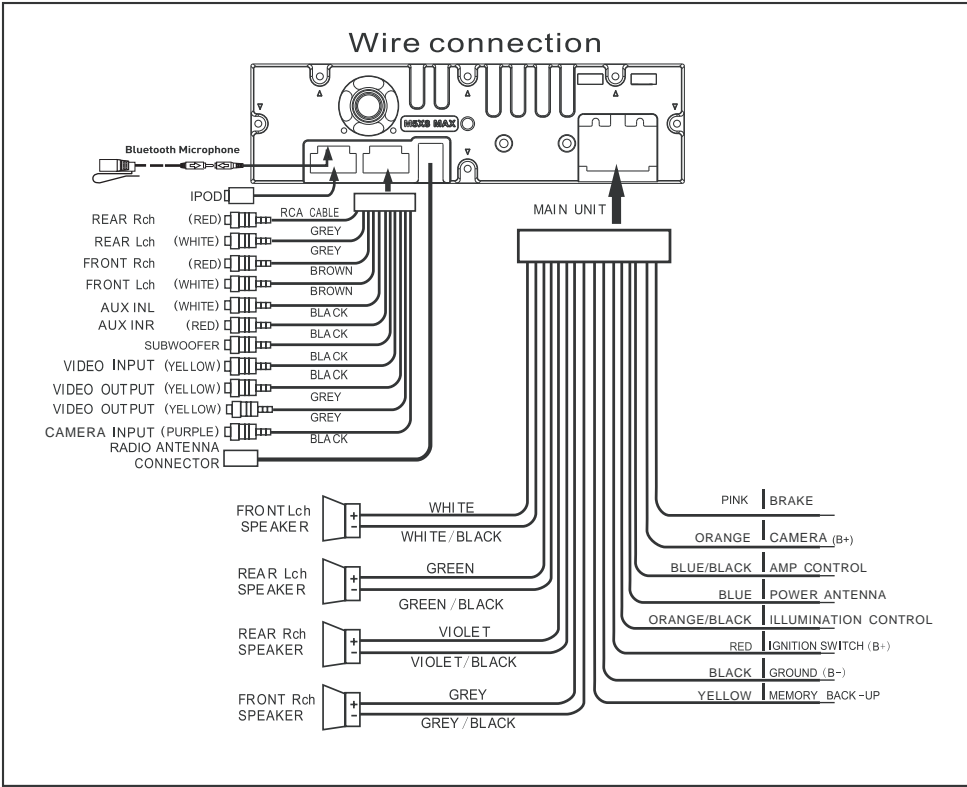 Wire connection
M5X3 MAX
Bluetooth Microphone
IPOD
MAIN UNIT
RCA CABLE
REAR Rch (RED)
GREY
REAR Lch (WHITE)
GREY
FRONT Rch (RED)
BROWN
FRONT Lch (WHITE)
BROWN
AUX INL (WHITE)
BLACK
AUX INR (RED)
BLACK
SUBWOOFER
BLACK
VIDEO INPUT (YELLOW)
BLACK
VIDEO OUTPUT (YELLOW)
GREY
VIDEO OUTPUT (YELLOW)
GREY
CAMERA INPUT (PURPLE)
BLACK
RADIO ANTENNA
CONNECTOR
FRONT Lch
SPEAKER
+
-
WHITE
WHITE/BLACK
REAR Lch
SPEAKER
+
-
GREEN
GREEN/BLACK
REAR Rch
SPEAKER
+
-
VIOLET
VIOLET/BLACK
FRONT Rch
SPEAKER
+
-
GREY
GREY/BLACK
PINK BRAKE
ORANGE CAMERA (B+)
BLUE/BLACK AMP CONTROL
BLUE POWER ANTENNA
ORANGE/BLACK ILLUMINATION CONTROL
RED IGNITION SWITCH (B+)
BLACK GROUND (B-)
YELLOW MEMORY BACK-UP